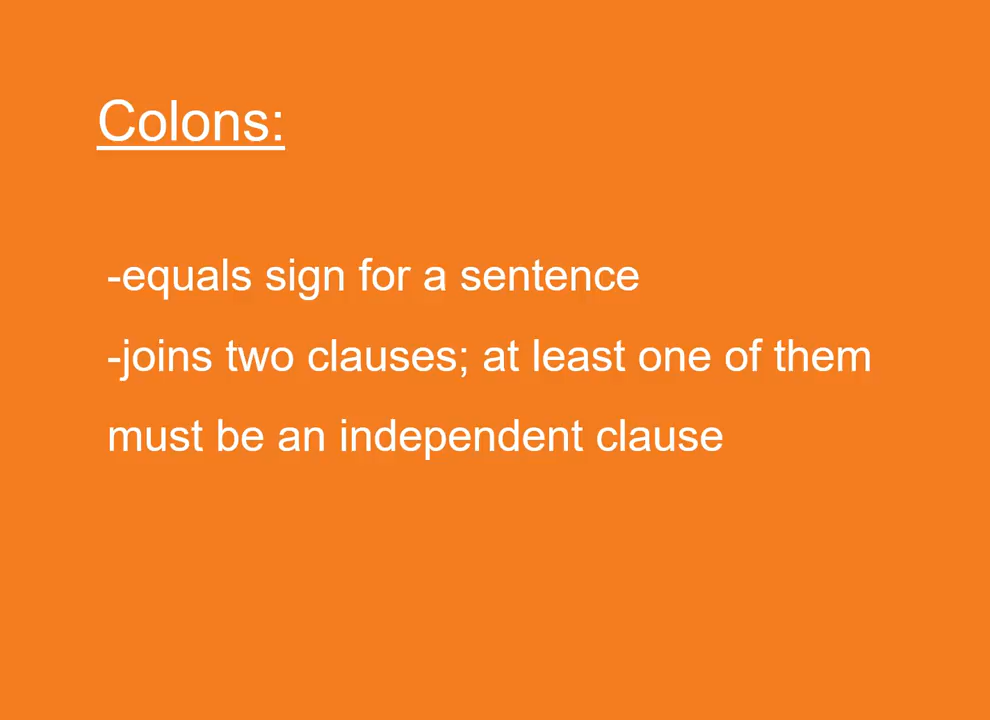 Colons:
-equals sign for a sentence
-joins two clauses; at least one of them
must be an independent clause